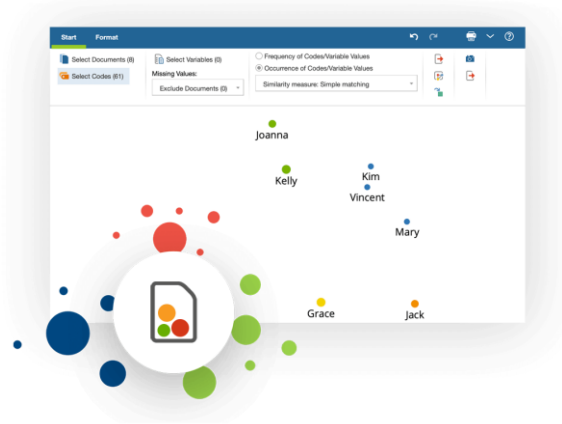 Start Format
Select Documents (8) Select Variables (0) Frequency of Codes/Variable Values
Select Codes (61) Missing Values: Occurrence of Codes/Variable Values
Exclude Documents (0) Similarity measure: Simple matching
Joanna
Kelly
Kim
Vincent
Mary
Grace
Jack